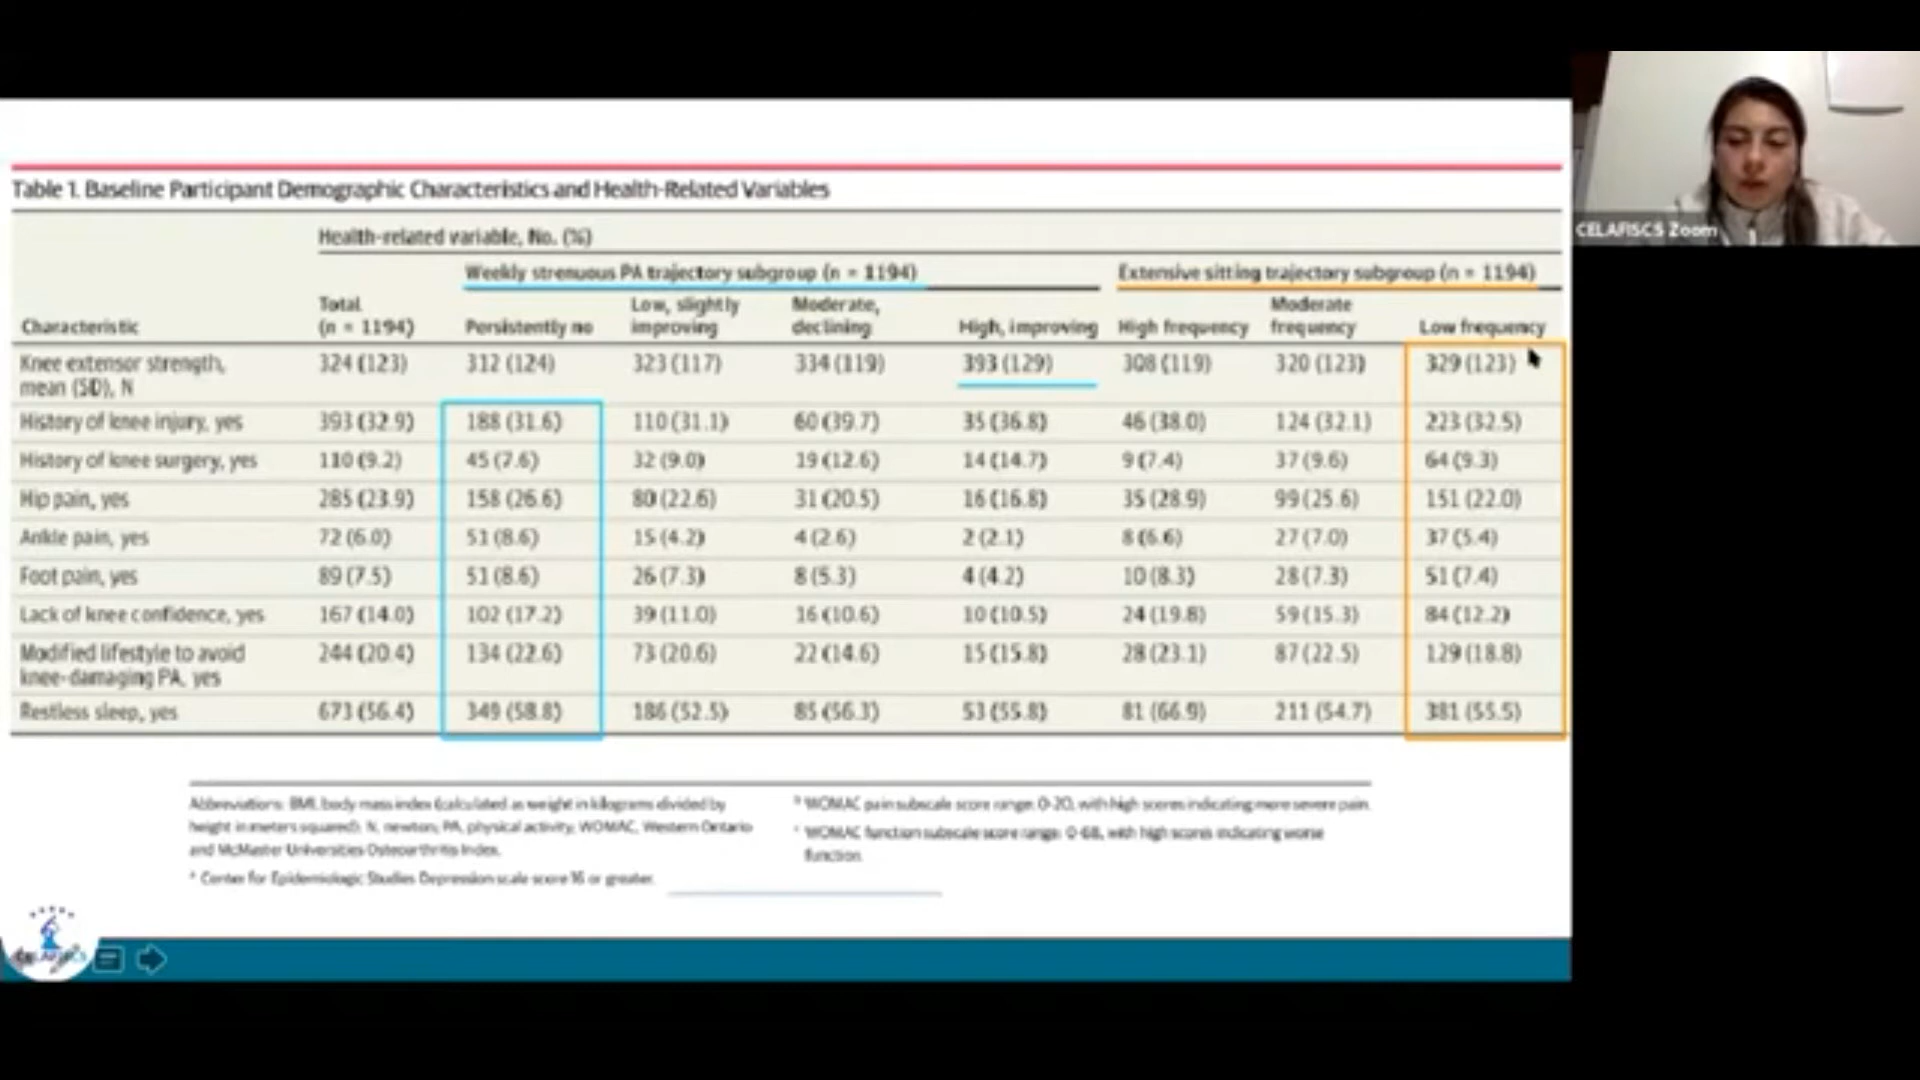 CELAFISCS Zoom
Table 1. Baseline Participant Demographic Characteristics and Health-Related Variables
Health-related variable, No. (%)
Weekly strenuous PA trajectory subgroup (n = 1194) Extensive sitting trajectory subgroup (n = 1194)
Characteristic Total (n = 1194) Persistently no Low, slightly improving Moderate, declining High, improving High frequency Moderate frequency Low frequency
Knee extensor strength, mean (SD), N 324 (123) 312 (124) 323 (117) 334 (119) 393 (129) 308 (119) 320 (123) 329 (123)
History of knee injury, yes 393 (32.9) 188 (31.6) 110 (31.1) 60 (39.7) 35 (36.8) 46 (38.0) 124 (32.1) 223 (32.5)
History of knee surgery, yes 110 (9.2) 45 (7.6) 32 (9.0) 19 (12.6) 14 (14.7) 9 (7.4) 37 (9.6) 64 (9.3)
Hip pain, yes 285 (23.9) 158 (26.6) 80 (22.6) 31 (20.5) 16 (16.8) 35 (28.9) 99 (25.6) 151 (22.0)
Ankle pain, yes 72 (6.0) 51 (8.6) 15 (4.2) 4 (2.6) 2 (2.1) 8 (6.6) 27 (7.0) 37 (5.4)
Foot pain, yes 89 (7.5) 51 (8.6) 26 (7.3) 8 (5.3) 4 (4.2) 10 (8.3) 28 (7.3) 51 (7.4)
Lack of knee confidence, yes 167 (14.0) 102 (17.2) 39 (11.0) 16 (10.6) 10 (10.5) 24 (19.8) 59 (15.3) 84 (12.2)
Modified lifestyle to avoid knee-damaging PA, yes 244 (20.4) 134 (22.6) 73 (20.6) 22 (14.6) 15 (15.8) 28 (23.1) 87 (22.5) 129 (18.8)
Restless sleep, yes 673 (56.4) 349 (58.8) 186 (52.5) 85 (56.3) 53 (55.8) 81 (66.9) 211 (54.7) 381 (55.5)
Abbreviations: BMI, body mass index (calculated as weight in kilograms divided by
height in meters squared); N, newton; PA, physical activity; WOMAC, Western Ontario
and McMaster Universities Osteoarthritis Index.
a Center for Epidemiologic Studies Depression scale score 16 or greater.
b WOMAC pain subscale score range: 0-20, with high scores indicating more severe pain.
c WOMAC function subscale score range: 0-68, with high scores indicating worse
function.
CELAFISCS